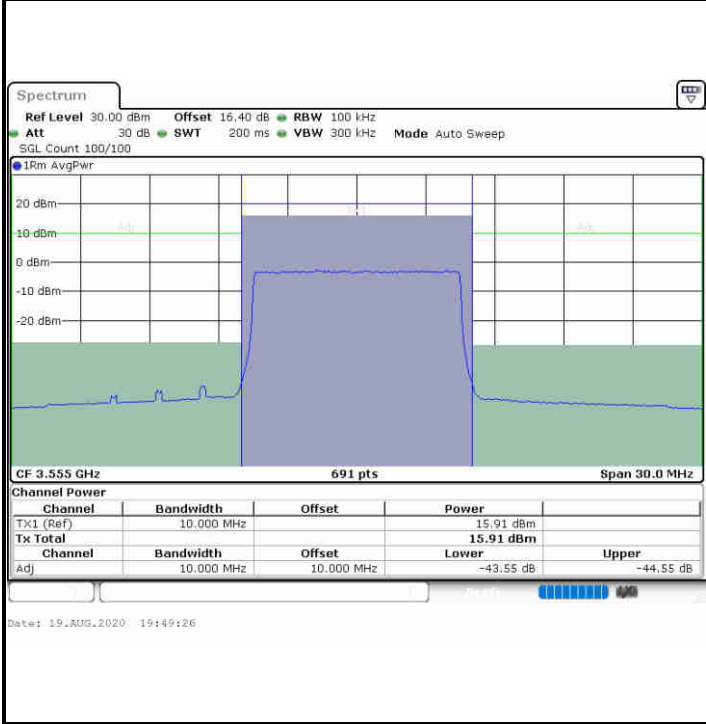 Spectrum
Ref Level 30.00 dBm Offset 16.40 dB RBW 100 kHz
Att 30 dB SWT 200 ms VBW 300 kHz Mode Auto Sweep
SGL Count 100/100
1Rm AvgPwr
20 dBm
Adj Adj
10 dBm
0 dBm
-10 dBm
-20 dBm
CF 3.555 GHz 691 pts Span 30.0 MHz
Channel Power
Channel Bandwidth Offset Power
TX1 (Ref) 10.000 MHz 15.91 dBm
Tx Total 15.91 dBm
Channel Bandwidth Offset Lower Upper
Adj 10.000 MHz 10.000 MHz -43.55 dB -44.55 dB
Date: 19.AUG.2020 19:49:26